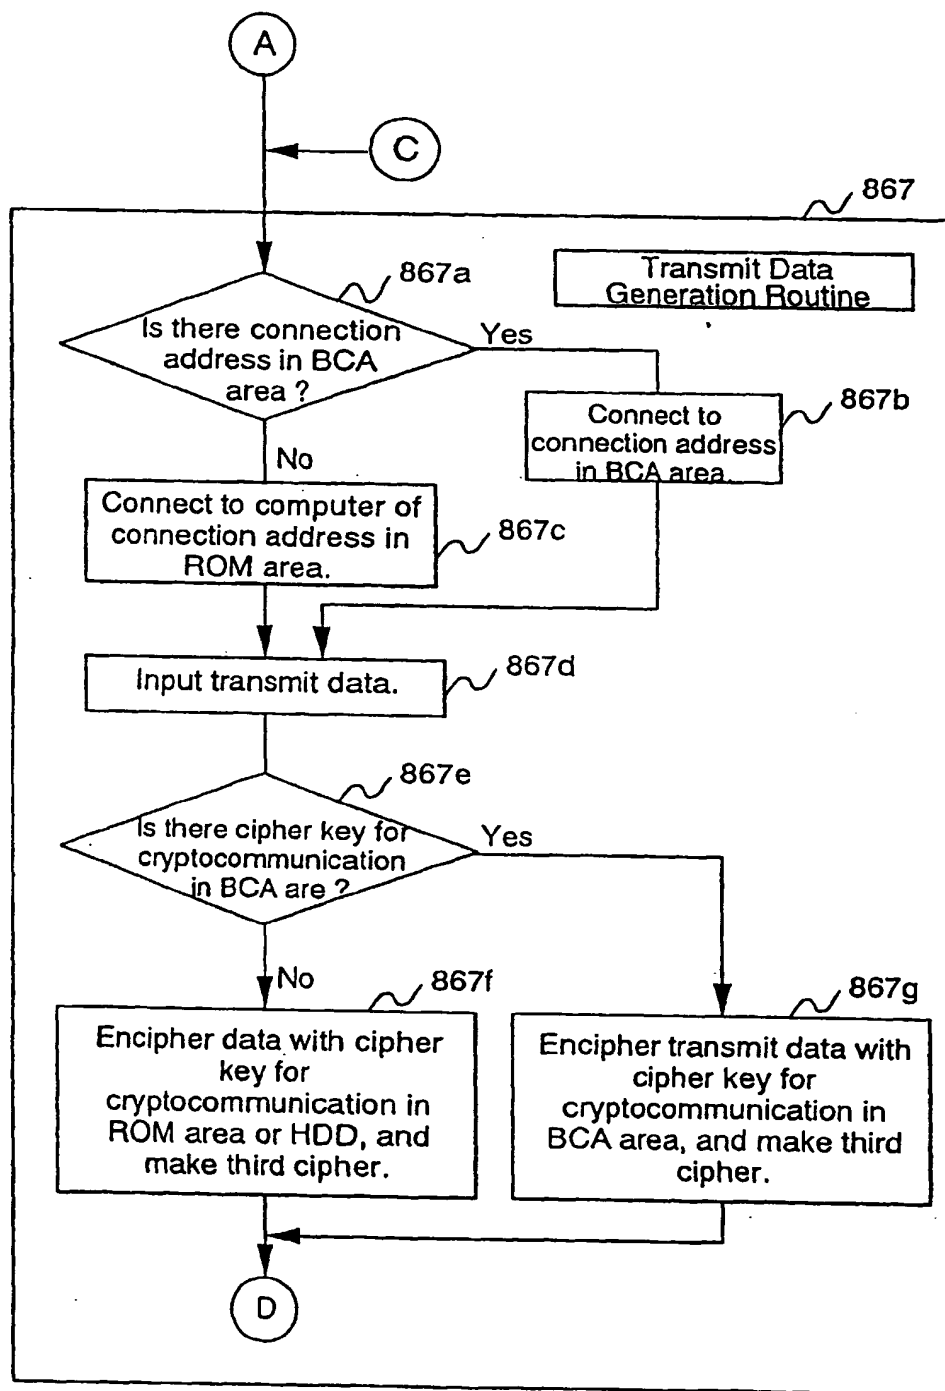 A
C
867
867a
Transmit Data
Generation Routine
Is there connection
address in BCA
area ?
Yes
867b
Connect to
connection address
in BCA area.
No
Connect to computer of
connection address in
ROM area.
867c
Input transmit data.
867d
867e
Is there cipher key for
cryptocommunication
in BCA are ?
Yes
No
867f
867g
Encipher data with cipher
key for
cryptocommunication in
ROM area or HDD, and
make third cipher.
Encipher transmit data with
cipher key for
cryptocommunication in
BCA area, and make third
cipher.
D